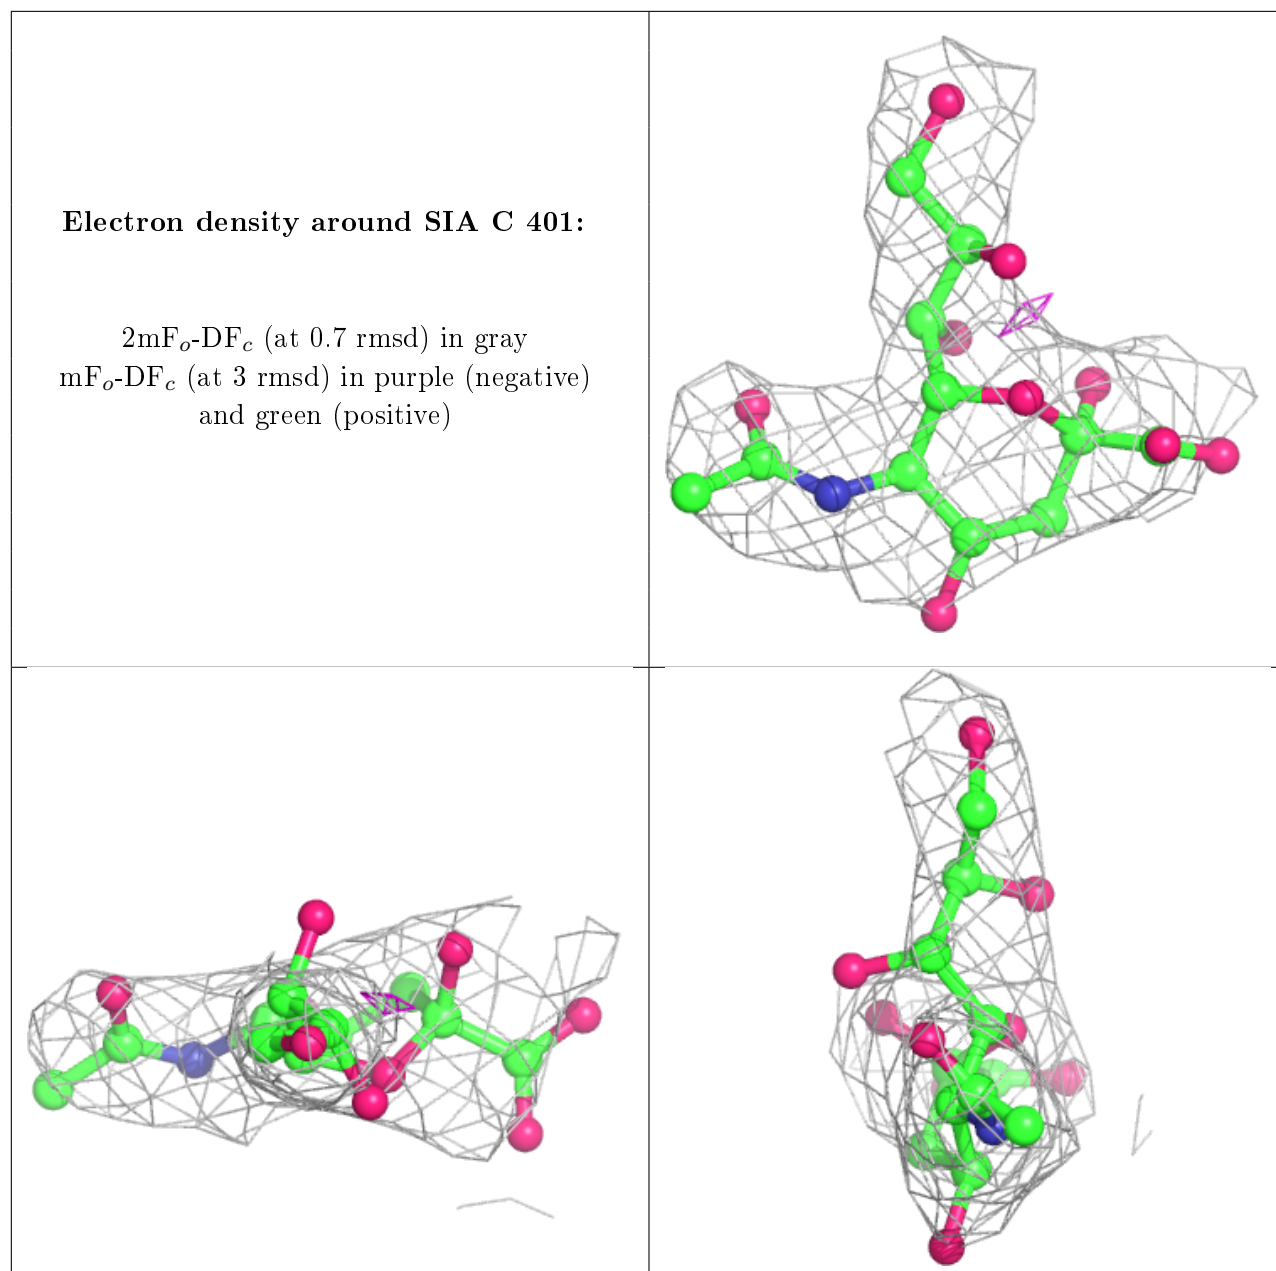 Electron density around SIA C 401:
2mFo-DFc (at 0.7 rmsd) in gray
mFo-DFc (at 3 rmsd) in purple (negative)
and green (positive)